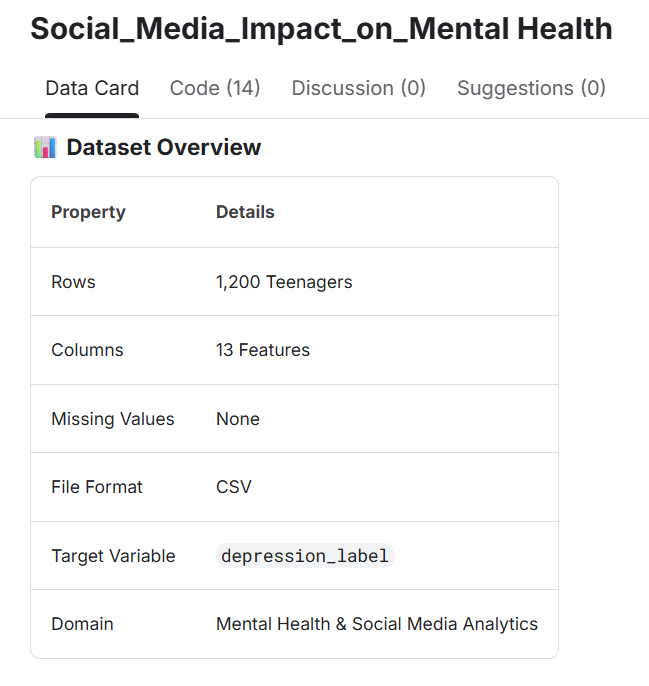 Social_Media_Impact_on_Mental Health
Data Card Code (14) Discussion (0) Suggestions (0)
Dataset Overview
Property Details
Rows 1,200 Teenagers
Columns 13 Features
Missing Values None
File Format CSV
Target Variable depression_label
Domain Mental Health & Social Media Analytics